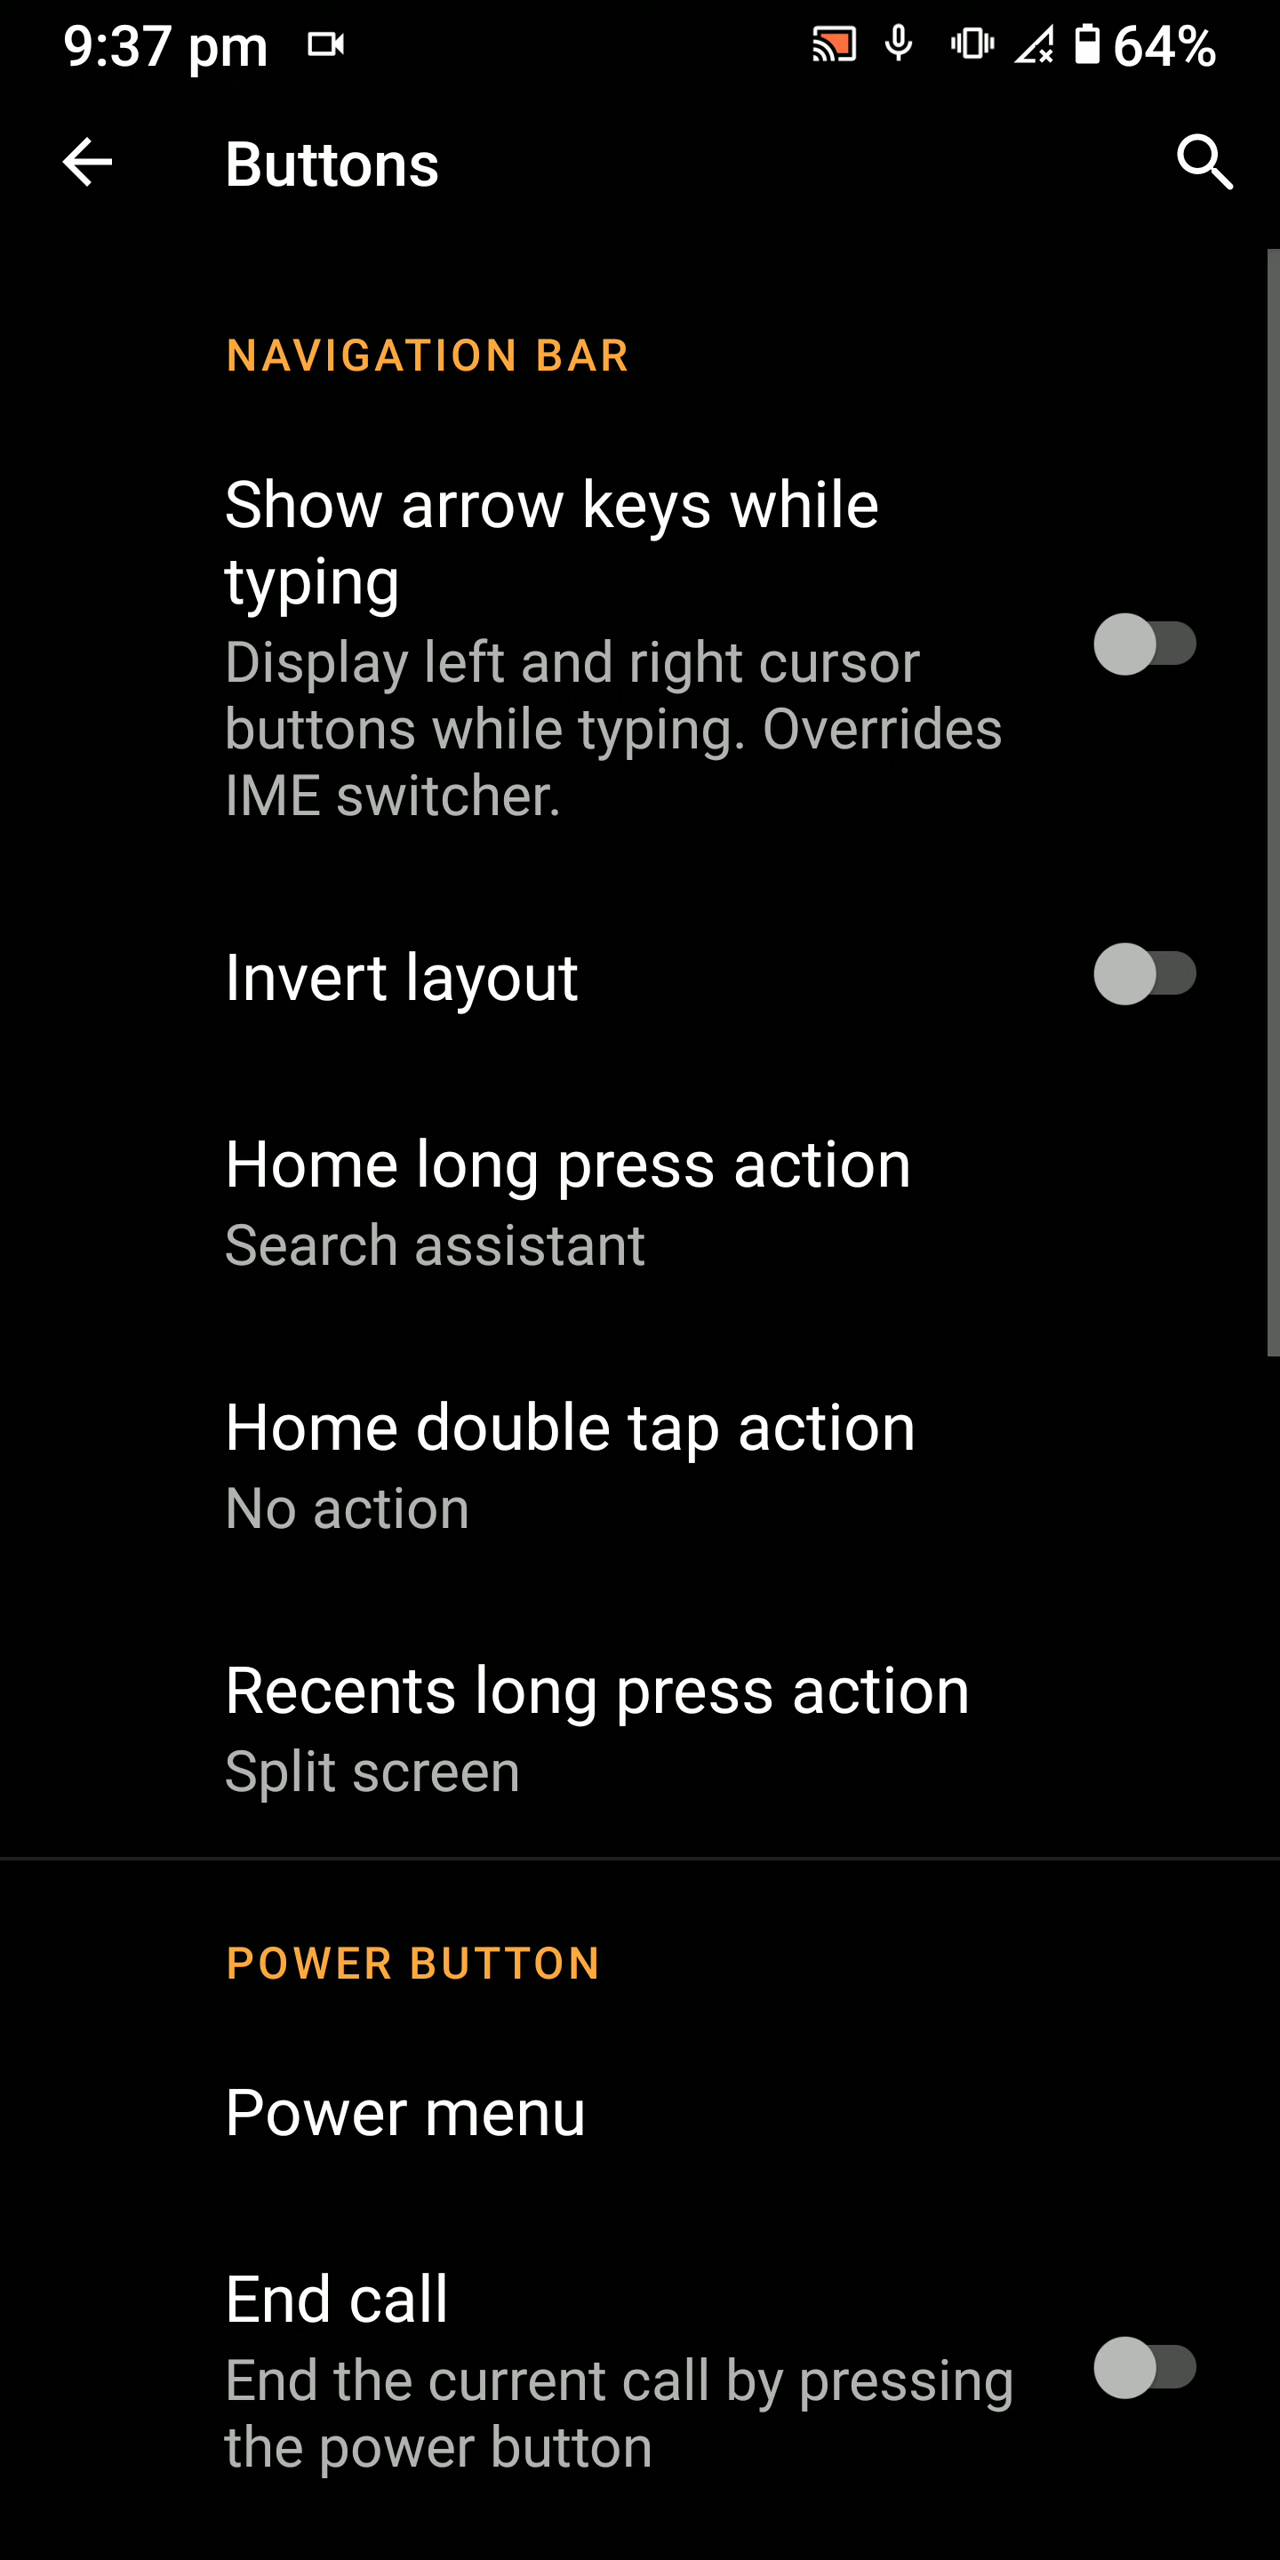 9:37 pm
64%
Buttons
NAVIGATION BAR
Show arrow keys while
typing
Display left and right cursor
buttons while typing. Overrides
IME switcher.
Invert layout
Home long press action
Search assistant
Home double tap action
No action
Recents long press action
Split screen
POWER BUTTON
Power menu
End call
End the current call by pressing
the power button